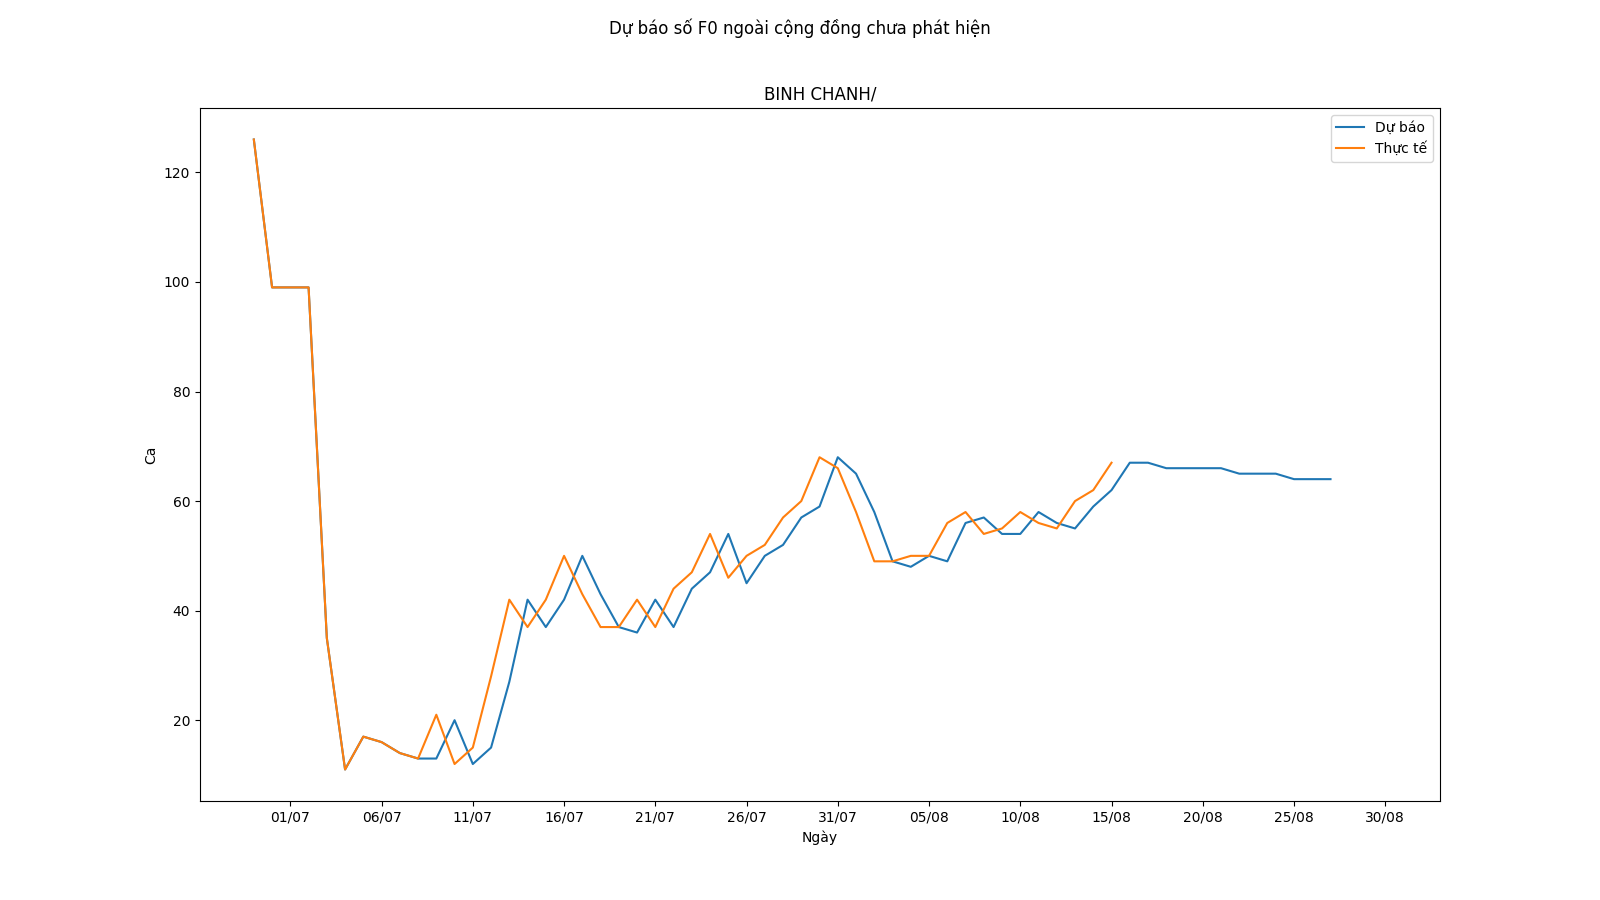 Dự báo số F0 ngoài cộng đồng chưa phát hiện
BINH CHANH/
Dự báo
Thực tế
120
100
80
60
40
20
Ca
01/07 06/07 11/07 16/07 21/07 26/07 31/07 05/08 10/08 15/08 20/08 25/08 30/08
Ngày